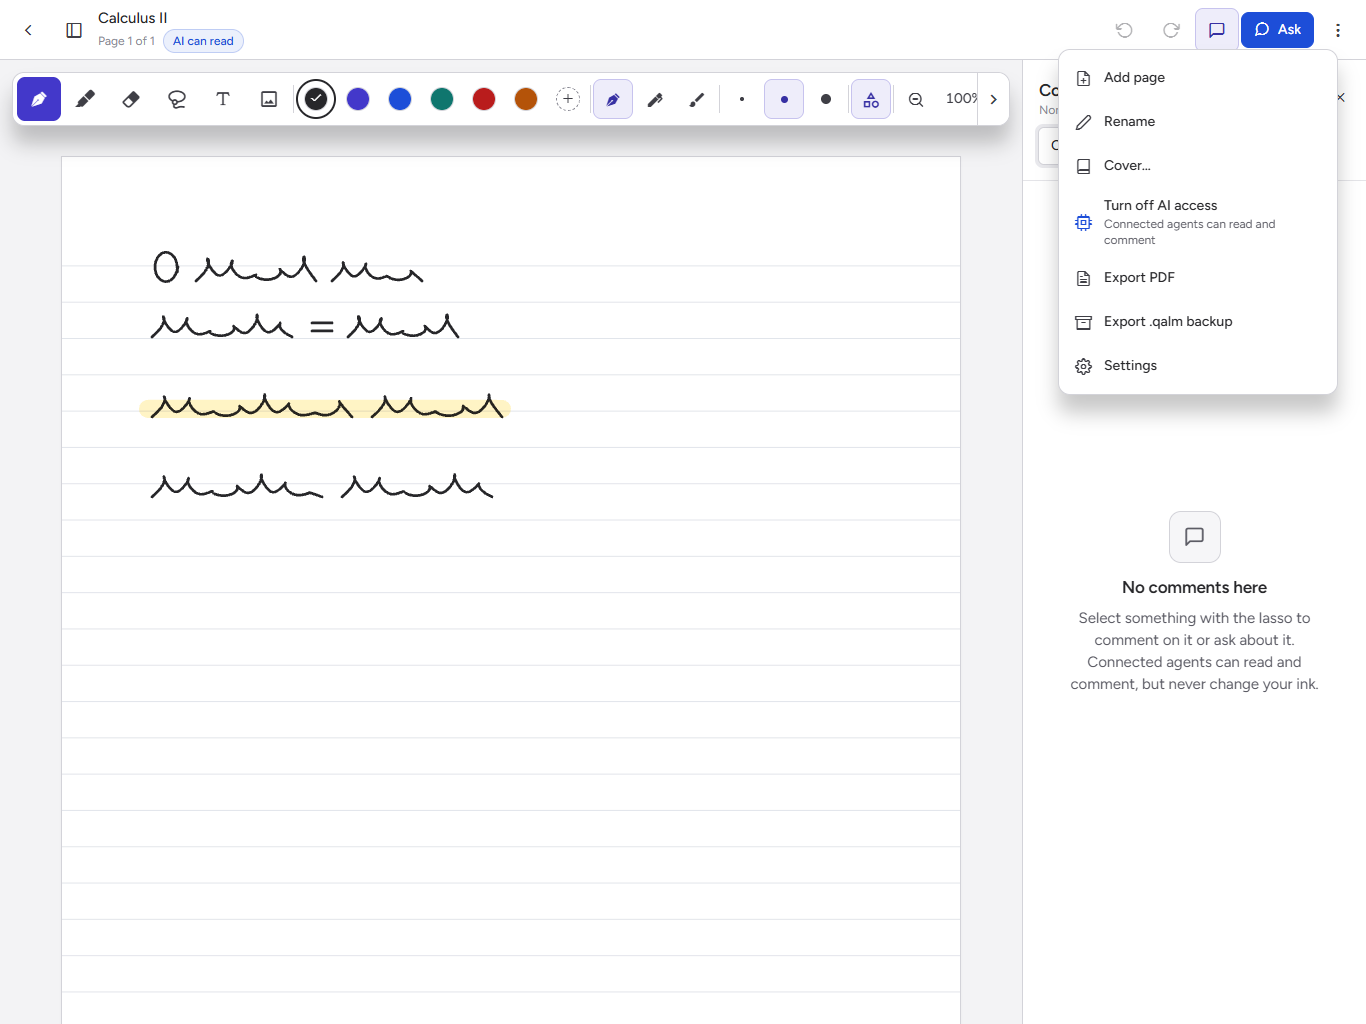 Calculus II
Page 1 of 1 AI can read
Ask
100%
Add page
Rename
Cover...
Turn off AI access
Connected agents can read and
comment
Export PDF
Export .qalm backup
Settings
0
=
No comments here
Select something with the lasso to
comment on it or ask about it.
Connected agents can read and
comment, but never change your ink.